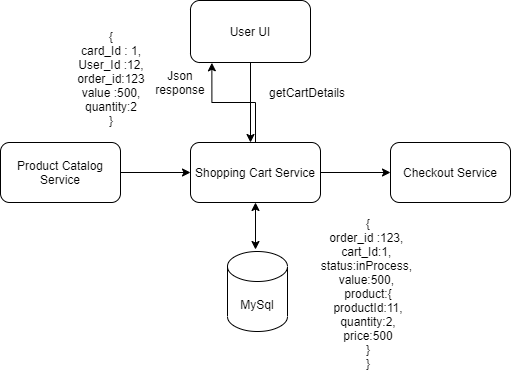 {
card_Id : 1,
User_Id :12,
order_id:123
value :500,
quantity:2
}
User UI
Json
response
getCartDetails
Product Catalog
Service
Shopping Cart Service
Checkout Service
MySql
{
order_id :123,
cart_Id:1,
status:inProcess,
value:500,
product:{
productId:11,
quantity:2,
price:500
}
}